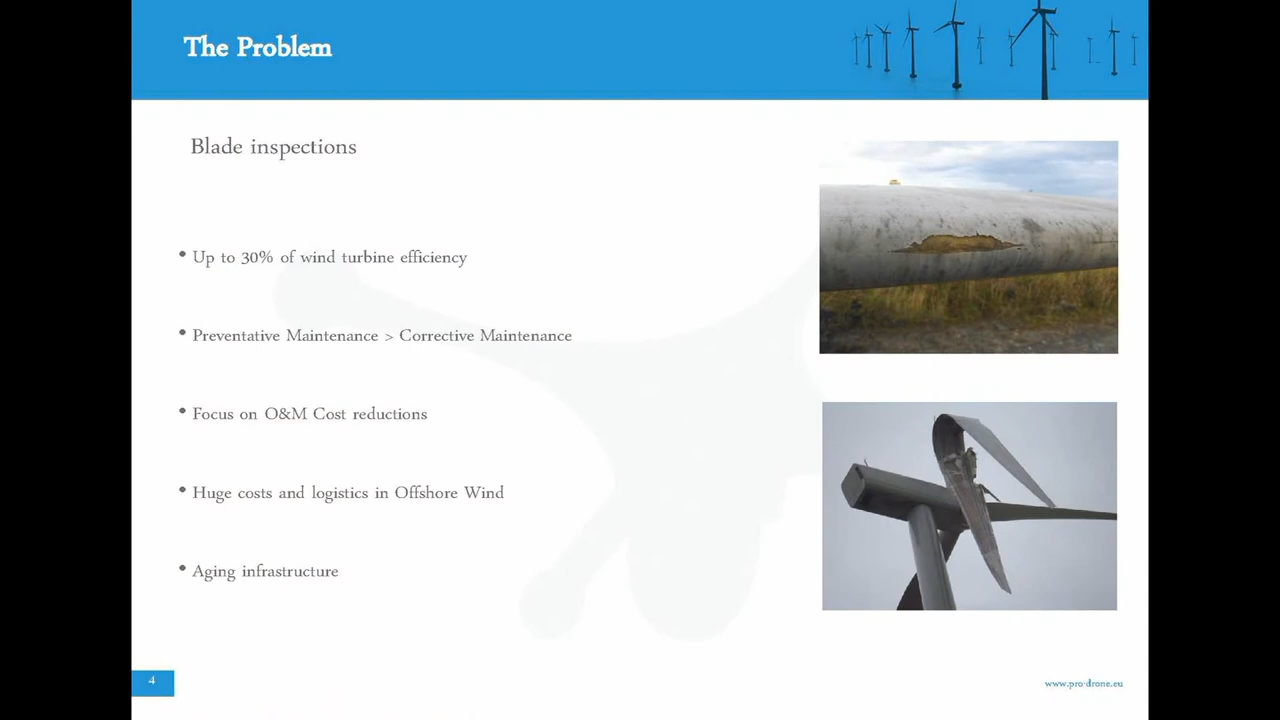 The Problem
Blade inspections
• Up to 30% of wind turbine efficiency
• Preventative Maintenance > Corrective Maintenance
• Focus on O&M Cost reductions
• Huge costs and logistics in Offshore Wind
• Aging infrastructure
4
www.pro-drone.eu